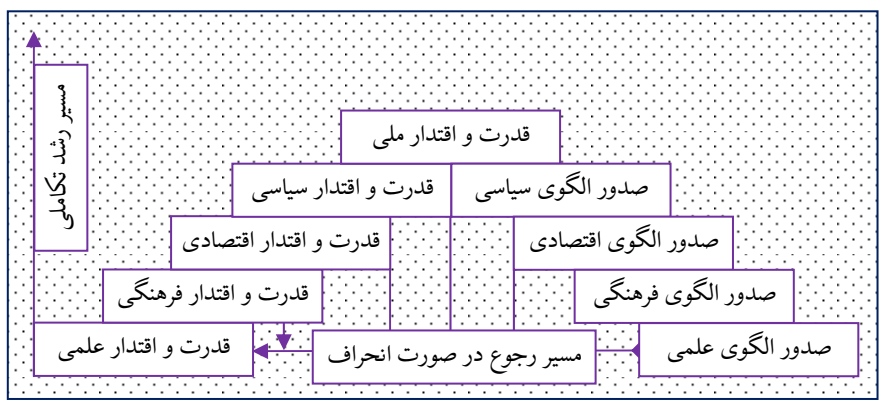 مسیر رشد تکاملی
قدرت و اقتدار ملی
صدور الگوی سیاسی
قدرت و اقتدار سیاسی
صدور الگوی اقتصادی
قدرت و اقتدار اقتصادی
صدور الگوی فرهنگی
قدرت و اقتدار فرهنگی
صدور الگوی علمی
مسیر رجوع در صورت انحراف
قدرت و اقتدار علمی